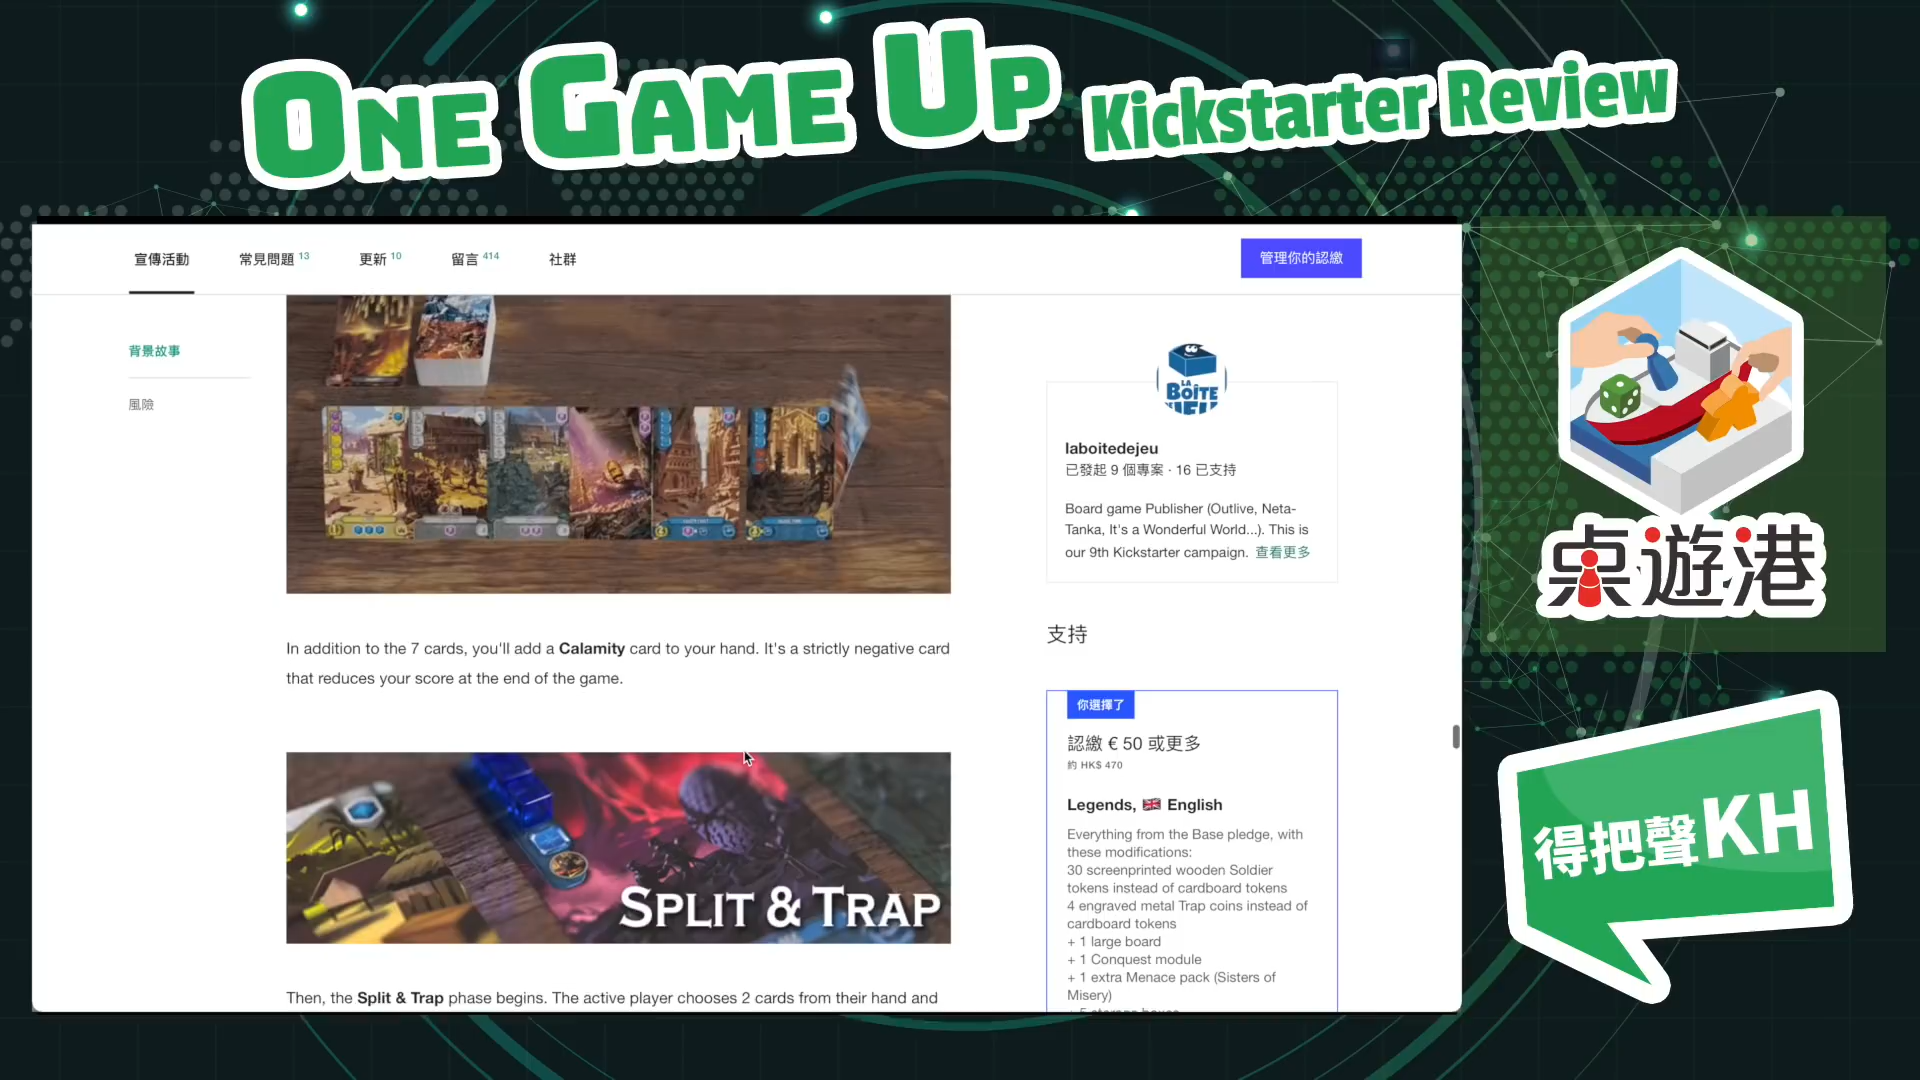 ONE GAME UP Kickstarter Review
宣傳活動
常見問題 13
更新 10
留言 414
社群
管理你的認繳
背景故事
風險
LA
BOÎTE
JEU
laboitedejeu
已發起 9 個專案 · 16 已支持
Board game Publisher (Outlive, Neta-
Tanka, It's a Wonderful World...). This is
our 9th Kickstarter campaign. 查看更多
In addition to the 7 cards, you'll add a Calamity card to your hand. It's a strictly negative card
that reduces your score at the end of the game.
SPLIT & TRAP
Then, the Split & Trap phase begins. The active player chooses 2 cards from their hand and
支持
你選擇了
認繳 € 50 或更多
約 HK$ 470
Legends, 🇬🇧 English
Everything from the Base pledge, with
these modifications:
30 screenprinted wooden Soldier
tokens instead of cardboard tokens
4 engraved metal Trap coins instead of
cardboard tokens
+ 1 large board
+ 1 Conquest module
+ 1 extra Menace pack (Sisters of
Misery)
+ 5 storage boxes
桌遊港
得把聲KH